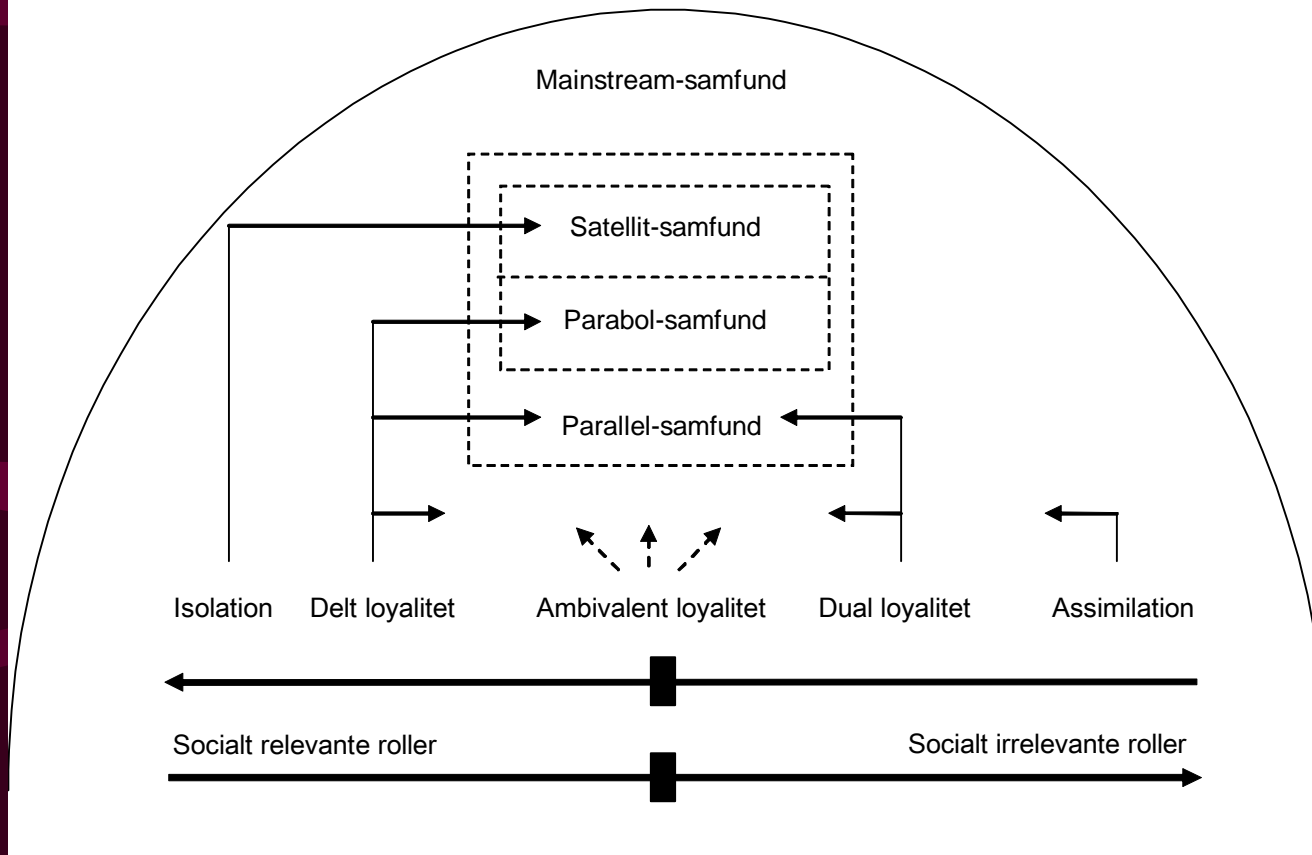 Mainstream-samfund
Satellit-samfund
Parabol-samfund
Parallel-samfund
Isolation Delt loyalitet Ambivalent loyalitet Dual loyalitet Assimilation
Socialt relevante roller Socialt irrelevante roller